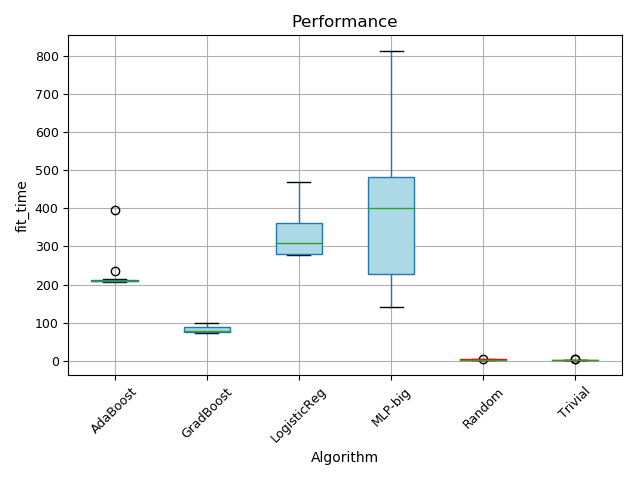 Performance
fit_time
800
700
600
500
400
300
200
100
0
AdaBoost
GradBoost
LogisticReg
MLP-big
Random
Trivial
Algorithm